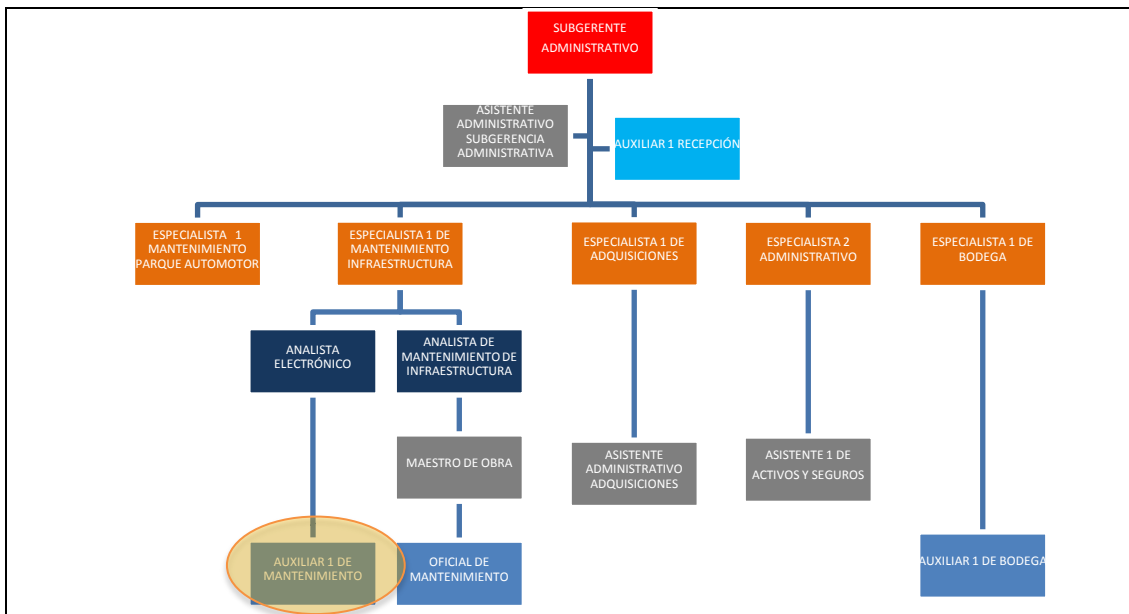 SUBGERENTE
ADMINISTRATIVO
ASISTENTE
ADMINISTRATIVO
SUBGERENCIA
ADMINISTRATIVA
AUXILIAR 1 RECEPCIÓN
ESPECIALISTA 1
MANTENIMIENTO
PARQUE AUTOMOTOR
ESPECIALISTA 1 DE
MANTENIMIENTO
INFRAESTRUCTURA
ESPECIALISTA 1 DE
ADQUISICIONES
ESPECIALISTA 2
ADMINISTRATIVO
ESPECIALISTA 1 DE
BODEGA
ANALISTA
ELECTRÓNICO
ANALISTA DE
MANTENIMIENTO DE
INFRAESTRUCTURA
MAESTRO DE OBRA
ASISTENTE
ADMINISTRATIVO
ADQUISICIONES
ASISTENTE 1 DE
ACTIVOS Y SEGUROS
AUXILIAR 1 DE
MANTENIMIENTO
OFICIAL DE
MANTENIMIENTO
AUXILIAR 1 DE BODEGA